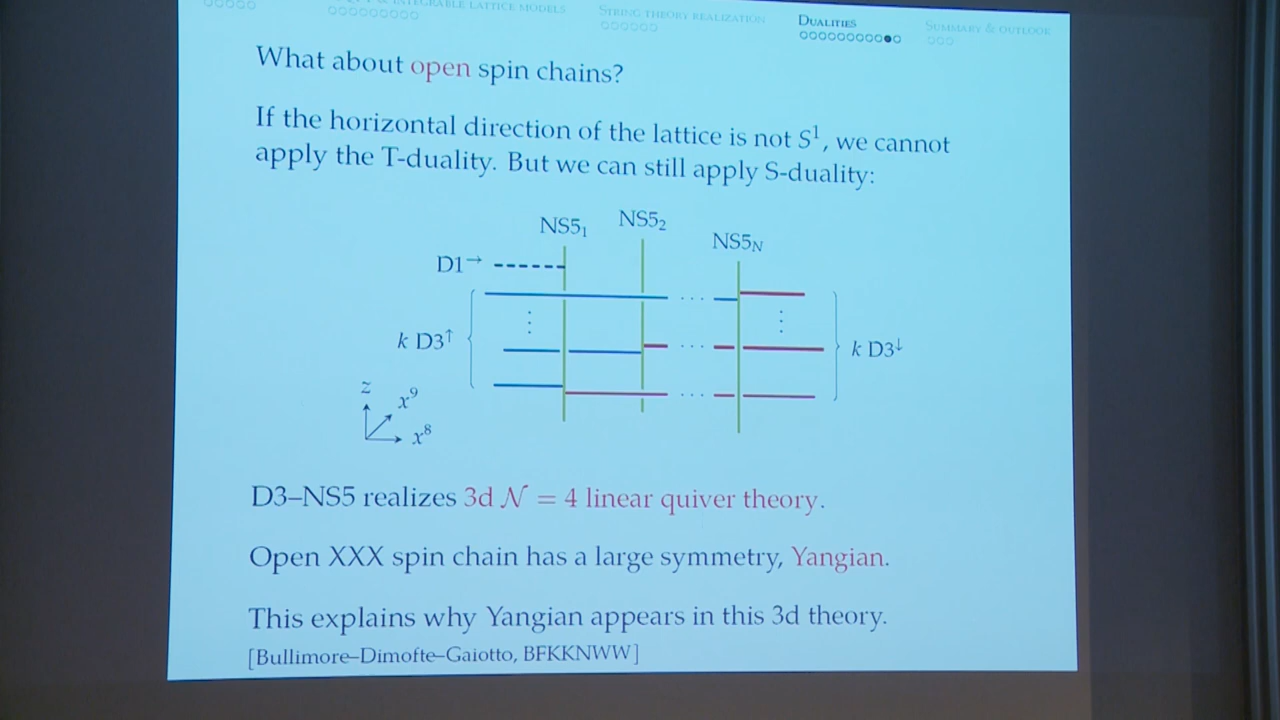 INTEGRABLE LATTICE MODELS
STRING THEORY REALIZATION
DUALITIES
SUMMARY & OUTLOOK
What about open spin chains?
If the horizontal direction of the lattice is not S¹, we cannot
apply the T-duality. But we can still apply S-duality:
NS5₁
NS5₂
NS5_N
D1→
k D3↑
k D3↓
z
x⁹
x⁸
D3–NS5 realizes 3d 𝒩 = 4 linear quiver theory.
Open XXX spin chain has a large symmetry, Yangian.
This explains why Yangian appears in this 3d theory.
[Bullimore–Dimofte–Gaiotto, BFKKNWW]